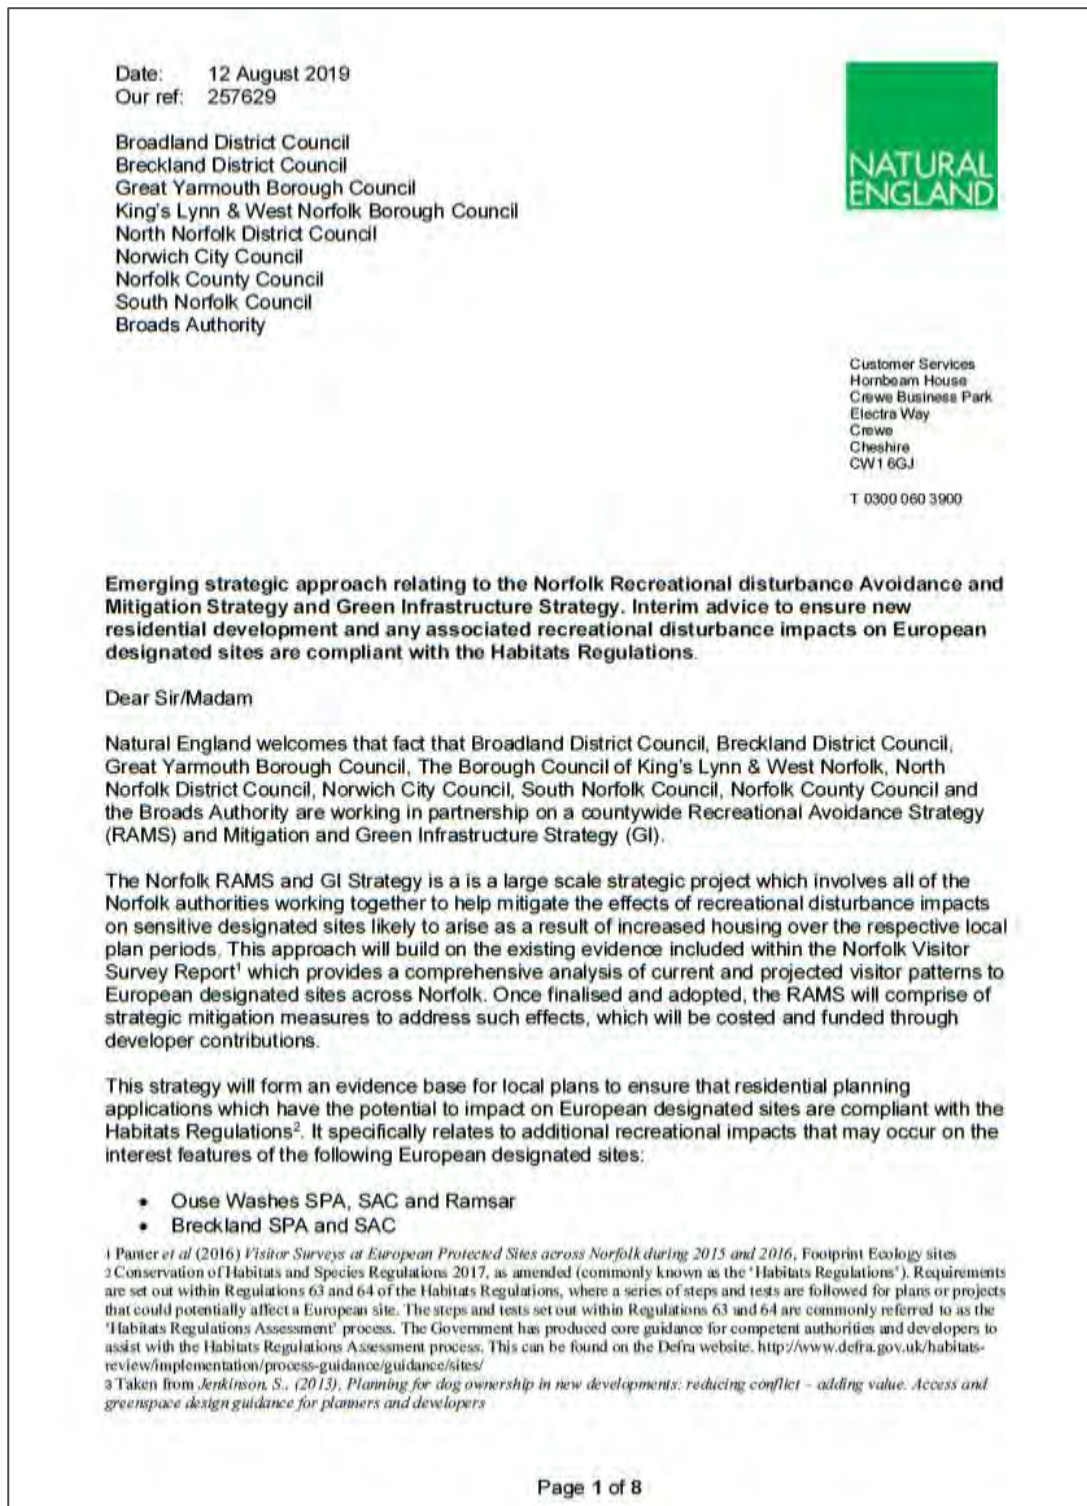 Date: 12 August 2019
Our ref: 257629
Broadland District Council
Breckland District Council
Great Yarmouth Borough Council
King's Lynn & West Norfolk Borough Council
North Norfolk District Council
Norwich City Council
Norfolk County Council
South Norfolk Council
Broads Authority
NATURAL
ENGLAND
Customer Services
Hornbeam House
Crewe Business Park
Electra Way
Crewe
Cheshire
CW1 6GJ
T 0300 060 3900
Emerging strategic approach relating to the Norfolk Recreational disturbance Avoidance and
Mitigation Strategy and Green Infrastructure Strategy. Interim advice to ensure new
residential development and any associated recreational disturbance impacts on European
designated sites are compliant with the Habitats Regulations.
Dear Sir/Madam
Natural England welcomes that fact that Broadland District Council, Breckland District Council,
Great Yarmouth Borough Council, The Borough Council of King's Lynn & West Norfolk, North
Norfolk District Council, Norwich City Council, South Norfolk Council, Norfolk County Council and
the Broads Authority are working in partnership on a countywide Recreational Avoidance Strategy
(RAMS) and Mitigation and Green Infrastructure Strategy (GI).
The Norfolk RAMS and GI Strategy is a is a large scale strategic project which involves all of the
Norfolk authorities working together to help mitigate the effects of recreational disturbance impacts
on sensitive designated sites likely to arise as a result of increased housing over the respective local
plan periods. This approach will build on the existing evidence included within the Norfolk Visitor
Survey Report¹ which provides a comprehensive analysis of current and projected visitor patterns to
European designated sites across Norfolk. Once finalised and adopted, the RAMS will comprise of
strategic mitigation measures to address such effects, which will be costed and funded through
developer contributions.
This strategy will form an evidence base for local plans to ensure that residential planning
applications which have the potential to impact on European designated sites are compliant with the
Habitats Regulations². It specifically relates to additional recreational impacts that may occur on the
interest features of the following European designated sites:
• Ouse Washes SPA, SAC and Ramsar
• Breckland SPA and SAC
1 Panter et al (2016) Visitor Surveys at European Protected Sites across Norfolk during 2015 and 2016, Footprint Ecology sites
2 Conservation of Habitats and Species Regulations 2017, as amended (commonly known as the 'Habitats Regulations'). Requirements
are set out within Regulations 63 and 64 of the Habitats Regulations, where a series of steps and tests are followed for plans or projects
that could potentially affect a European site. The steps and tests set out within Regulations 63 and 64 are commonly referred to as the
'Habitats Regulations Assessment' process. The Government has produced core guidance for competent authorities and developers to
assist with the Habitats Regulations Assessment process. This can be found on the Defra website. http://www.defra.gov.uk/habitats-
review/implementation/process-guidance/guidance/sites/
3 Taken from Jenkinson, S., (2013), Planning for dog ownership in new developments: reducing conflict – adding value. Access and
greenspace design guidance for planners and developers
Page 1 of 8